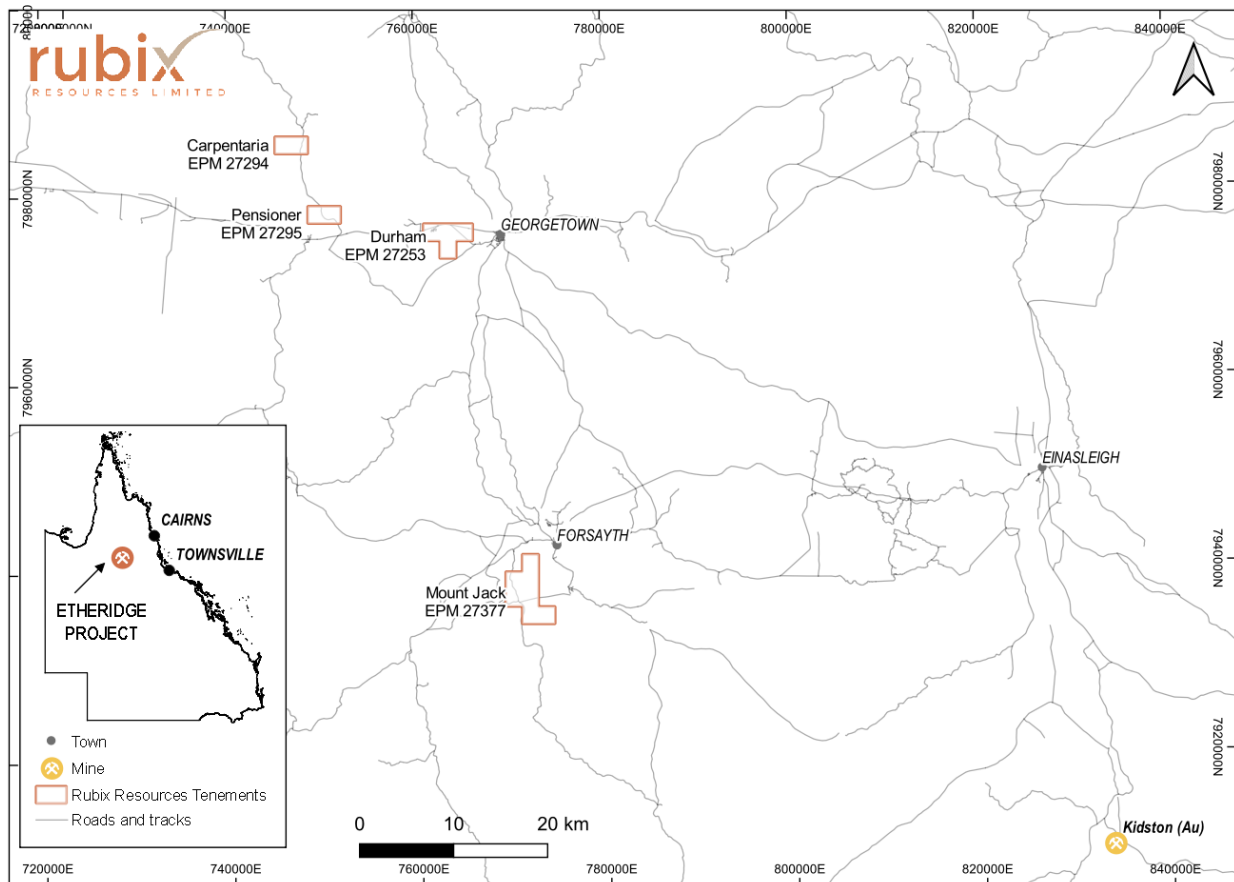 720000E
740000E
760000E
780000E
800000E
820000E
840000E
rubix
RESOURCES LIMITED
Carpentaria
EPM 27294
7980000N
7980000N
Pensioner
EPM 27295
Durham
EPM 27253
GEORGETOWN
7960000N
7960000N
EINASLEIGH
CAIRNS
TOWNSVILLE
ETHERIDGE
PROJECT
FORSAYTH
7940000N
Mount Jack
EPM 27377
Town
Mine
Rubix Resources Tenements
Roads and tracks
7920000N
0 10 20 km
Kidston (Au)
720000E
740000E
760000E
780000E
800000E
820000E
840000E